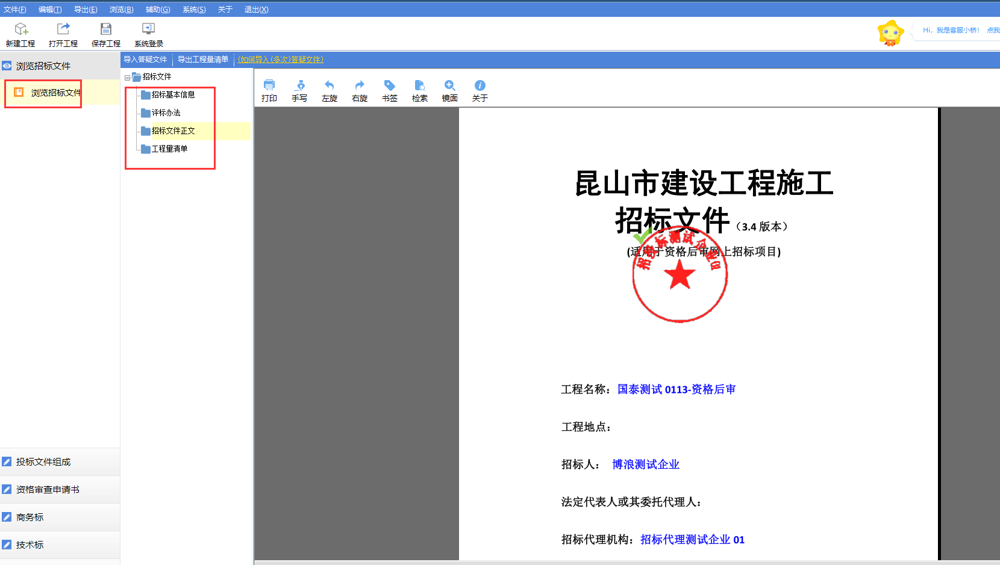 文件(F) 编辑(T) 导出(E) 浏览(B) 辅助(G) 系统(S) 关于 退出(X)
新建工程 打开工程 保存工程 系统登录
Hi, 我是客服小桥! 点我
浏览招标文件
浏览招标文件
投标文件组成
资格审查申请书
商务标
技术标
导入答疑文件 导出工程量清单 (如何导入(多次)答疑文件)
招标文件
招标基本信息
评标办法
招标文件正文
工程量清单
打印 手写 左旋 右旋 书签 检索 镜面 关于
昆山市建设工程施工
招标文件（3.4 版本）
(适用于资格后审网上招标项目)
招投标测试企业
工程名称：国泰测试 0113-资格后审
工程地点：
招标人： 博浪测试企业
法定代表人或其委托代理人：
招标代理机构：招标代理测试企业 01